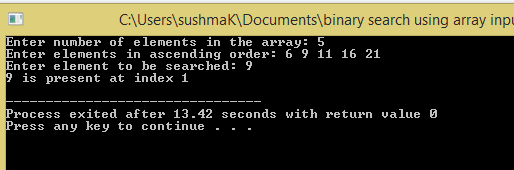 C:\Users\sushmaK\Documents\binary search using array inpu
Enter number of elements in the array: 5
Enter elements in ascending order: 6 9 11 16 21
Enter element to be searched: 9
9 is present at index 1
--------------------------------
Process exited after 13.42 seconds with return value 0
Press any key to continue . . .